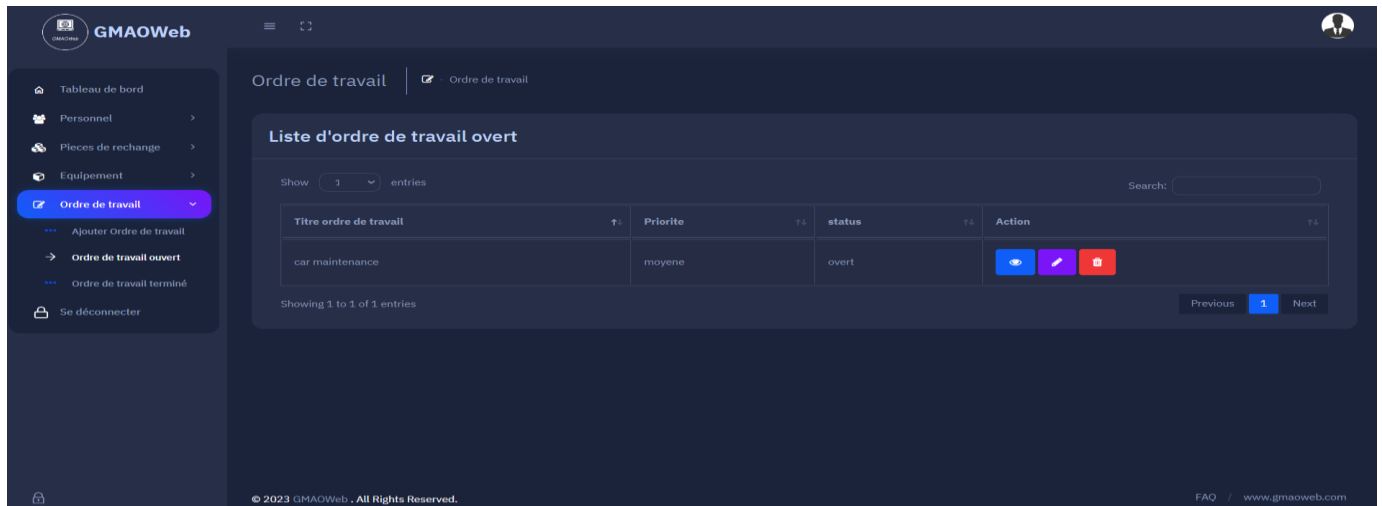 GMAOWeb
Tableau de bord
Personnel
Pieces de rechange
Equipement
Ordre de travail
Ajouter Ordre de travail
Ordre de travail ouvert
Ordre de travail terminé
Se déconnecter
Ordre de travail - Ordre de travail
Liste d'ordre de travail overt
Show 1 entries
Search:
Titre ordre de travail Priorite status Action
car maintenance moyene overt
Showing 1 to 1 of 1 entries
Previous 1 Next
© 2023 GMAOWeb . All Rights Reserved.
FAQ / www.gmaoweb.com